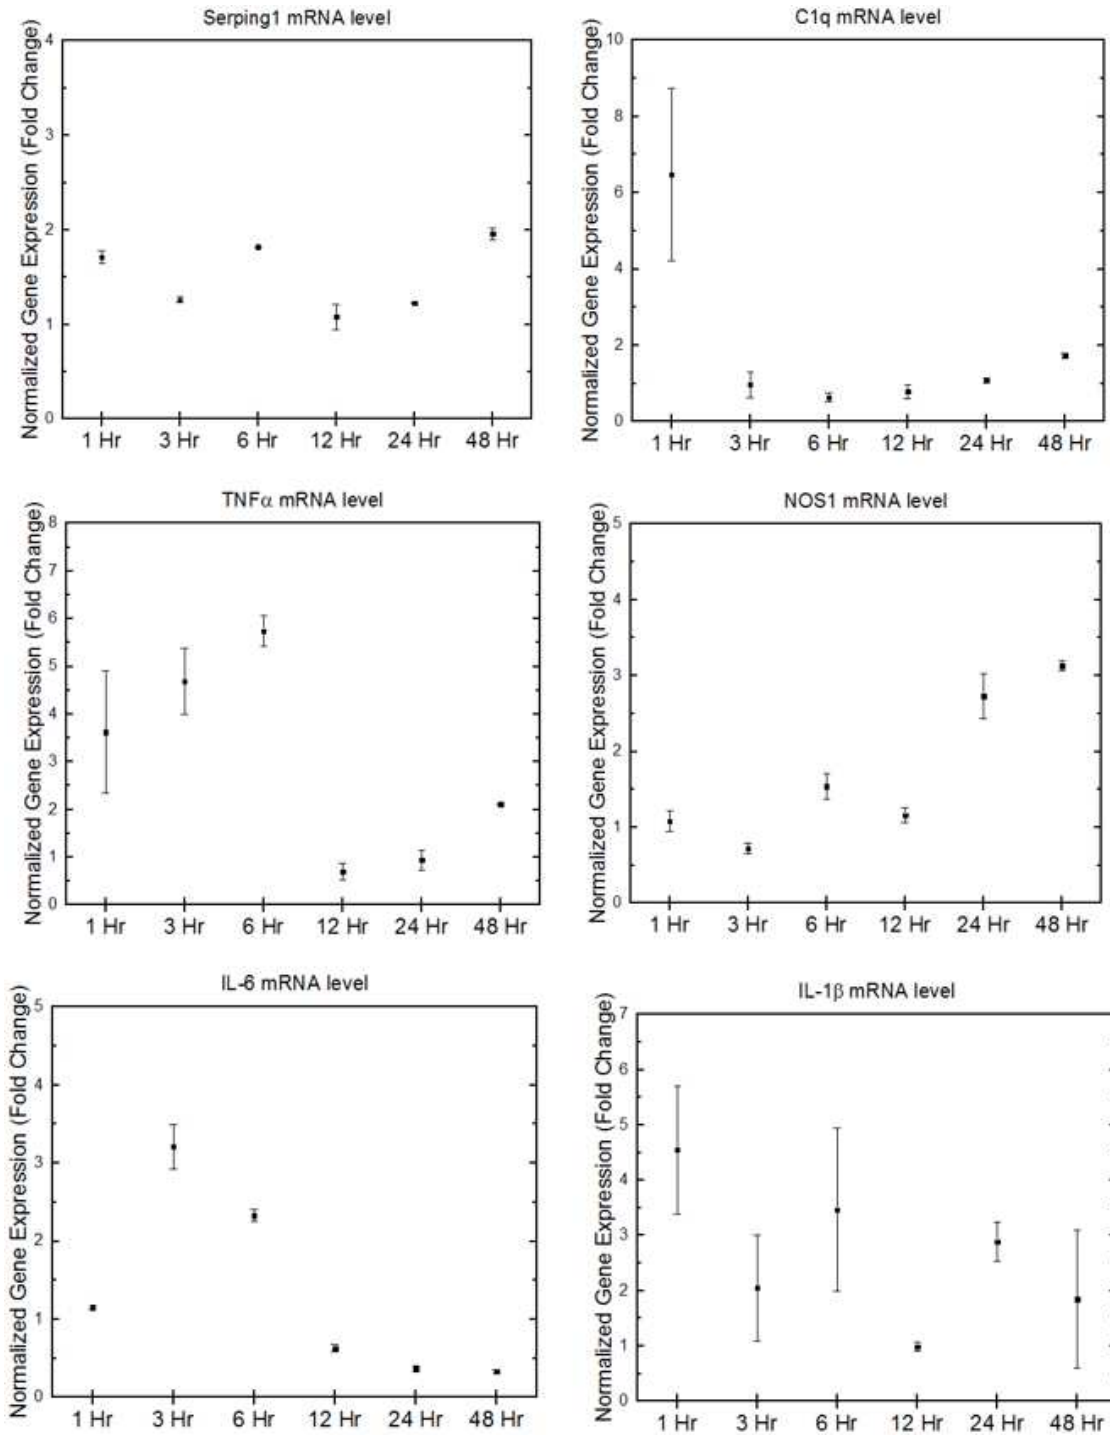 Serping1 mRNA level
Normalized Gene Expression (Fold Change)
4
3
2
1
0
1 Hr 3 Hr 6 Hr 12 Hr 24 Hr 48 Hr
C1q mRNA level
Normalized Gene Expression (Fold Change)
10
8
6
4
2
0
1 Hr 3 Hr 6 Hr 12 Hr 24 Hr 48 Hr
TNFα mRNA level
Normalized Gene Expression (Fold Change)
8
7
6
5
4
3
2
1
0
1 Hr 3 Hr 6 Hr 12 Hr 24 Hr 48 Hr
NOS1 mRNA level
Normalized Gene Expression (Fold Change)
5
4
3
2
1
0
1 Hr 3 Hr 6 Hr 12 Hr 24 Hr 48 Hr
IL-6 mRNA level
Normalized Gene Expression (Fold Change)
5
4
3
2
1
0
1 Hr 3 Hr 6 Hr 12 Hr 24 Hr 48 Hr
IL-1β mRNA level
Normalized Gene Expression (Fold Change)
7
6
5
4
3
2
1
0
1 Hr 3 Hr 6 Hr 12 Hr 24 Hr 48 Hr